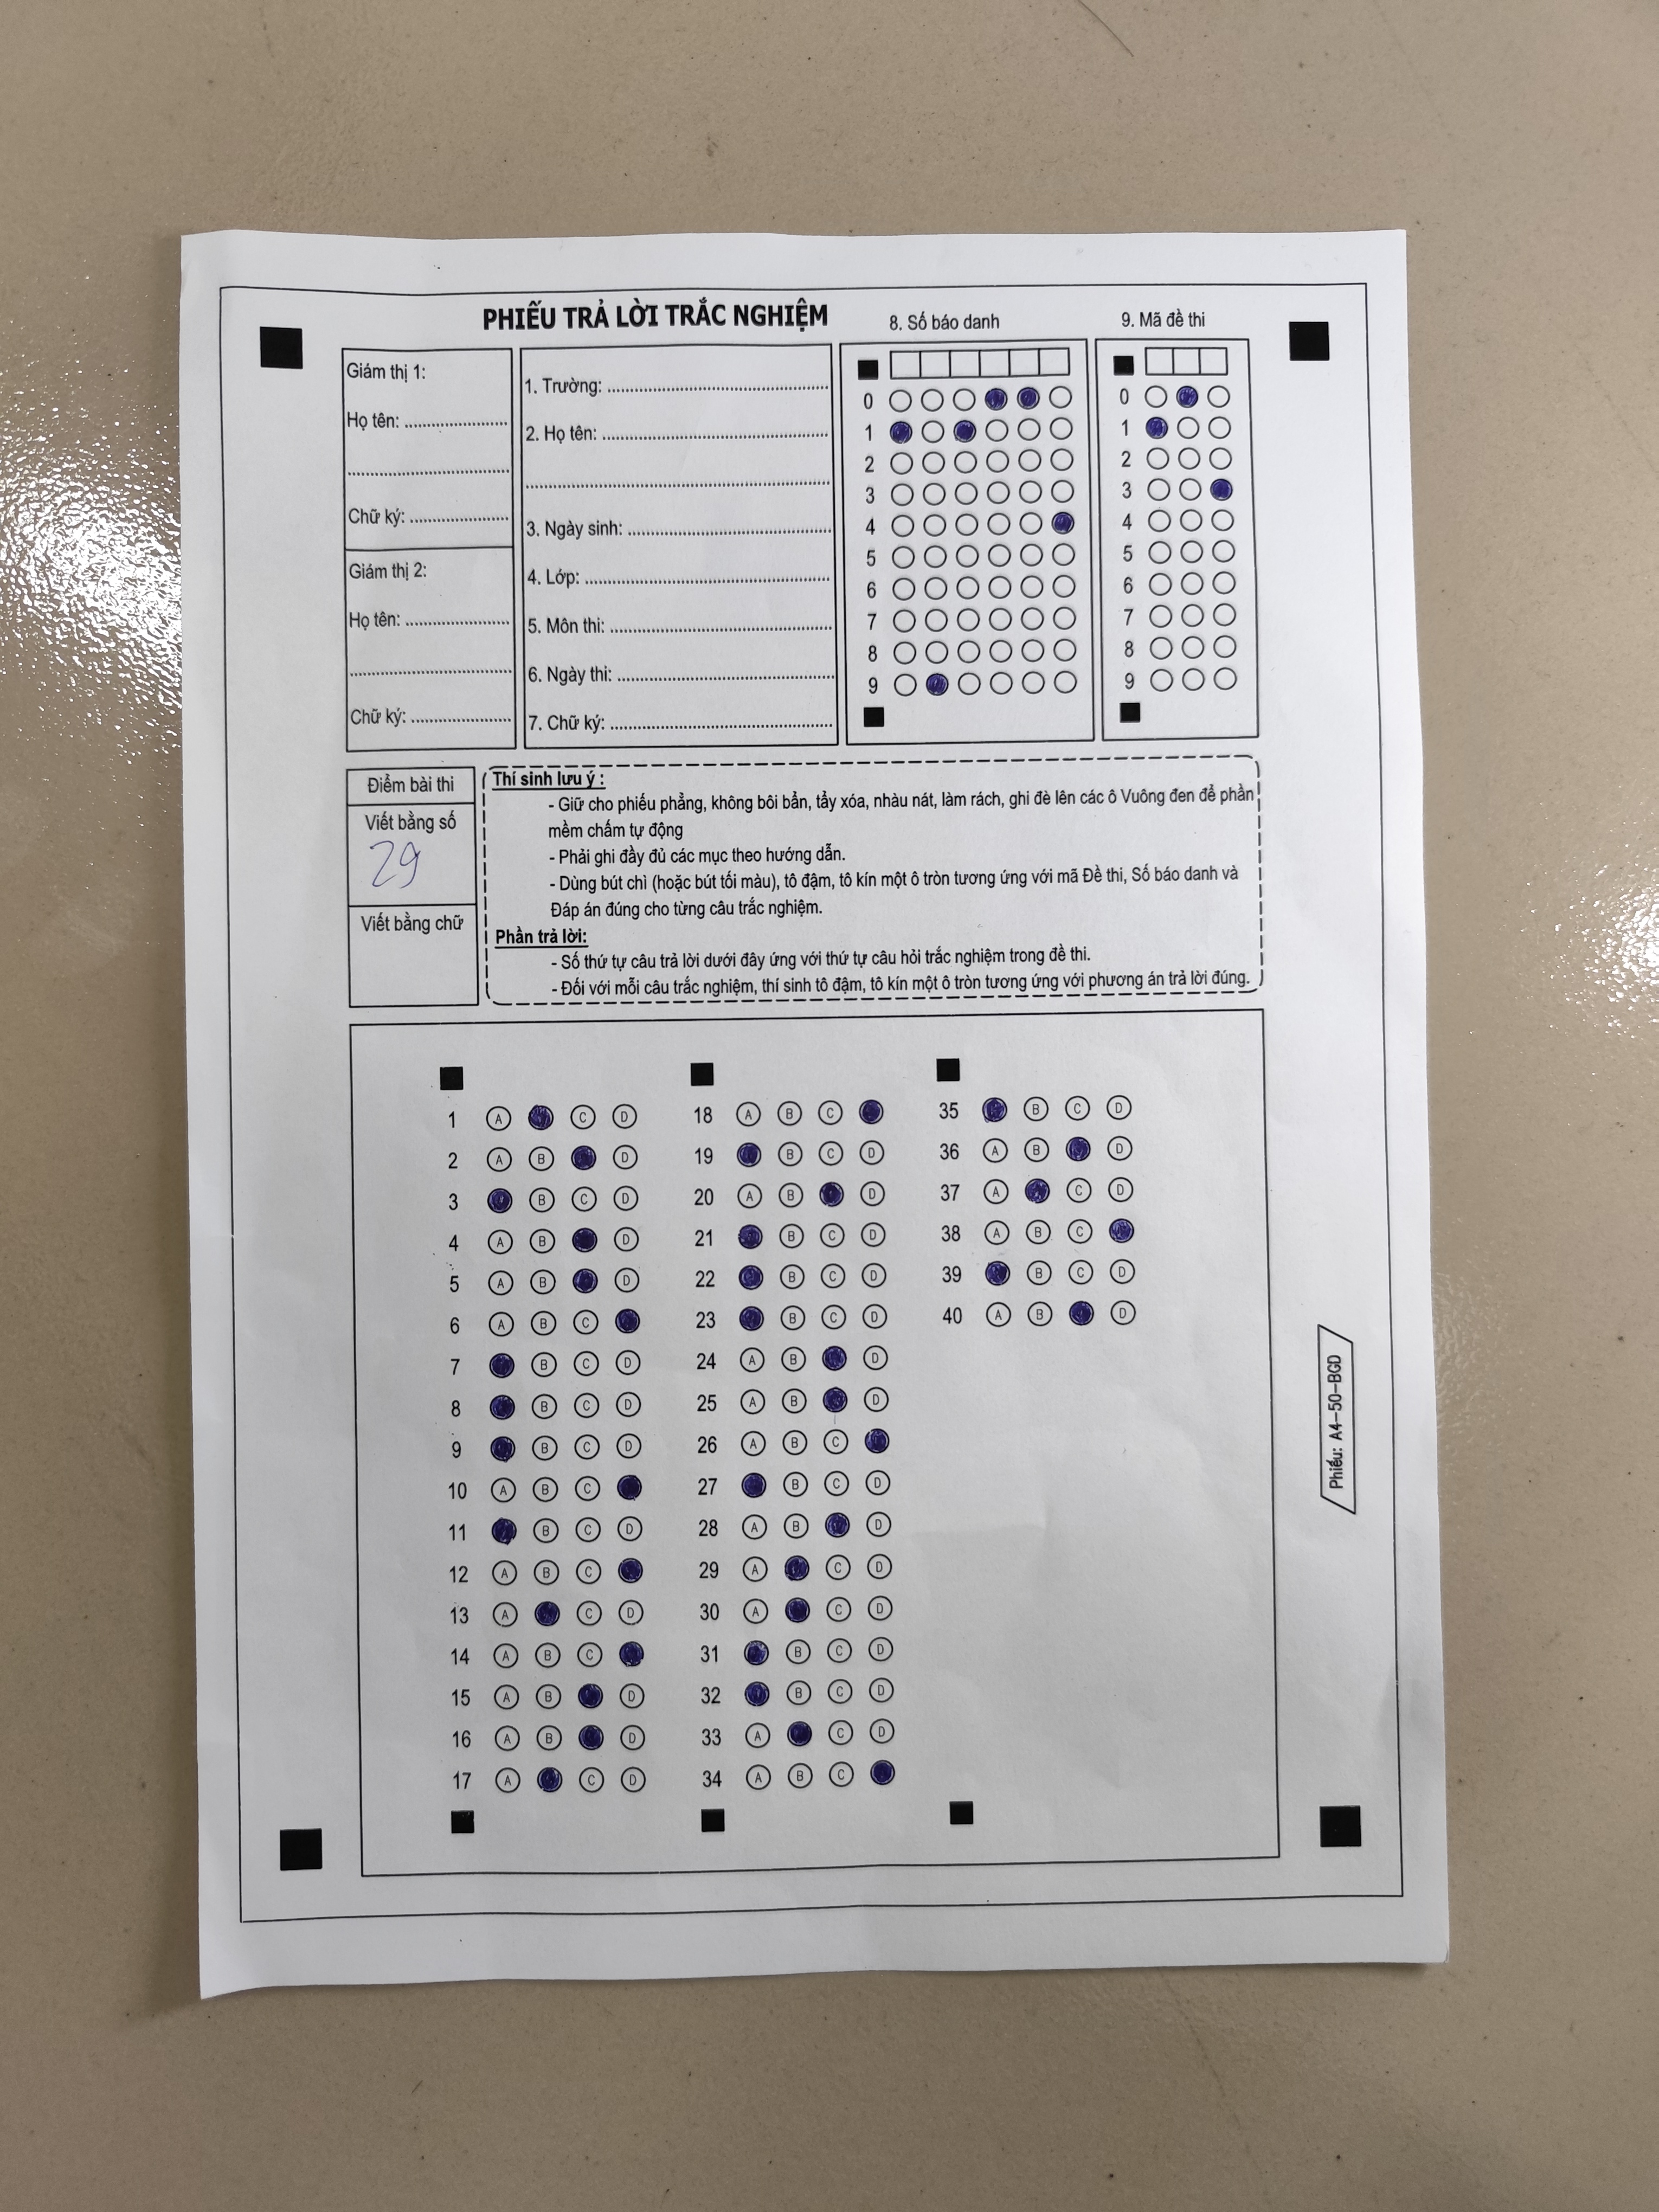 PHIẾU TRẢ LỜI TRẮC NGHIỆM
8. Số báo danh
9. Mã đề thi
Giám thị 1:
Họ tên: ........................
......................................
Chữ ký: ......................
Giám thị 2:
Họ tên: ........................
......................................
Chữ ký: ......................
1. Trường: ..................................................
2. Họ tên: ...................................................
......................................................................
3. Ngày sinh: ..............................................
4. Lớp: .......................................................
5. Môn thi: .................................................
6. Ngày thi: ................................................
7. Chữ ký: ..................................................
0
1
2
3
4
5
6
7
8
9
0
1
2
3
4
5
6
7
8
9
Điểm bài thi
Viết bằng số
29
Viết bằng chữ
Thí sinh lưu ý :
- Giữ cho phiếu phẳng, không bôi bẩn, tẩy xóa, nhàu nát, làm rách, ghi đè lên các ô Vuông đen để phần
mềm chấm tự động
- Phải ghi đầy đủ các mục theo hướng dẫn.
- Dùng bút chì (hoặc bút tối màu), tô đậm, tô kín một ô tròn tương ứng với mã Đề thi, Số báo danh và
Đáp án đúng cho từng câu trắc nghiệm.
Phần trả lời:
- Số thứ tự câu trả lời dưới đây ứng với thứ tự câu hỏi trắc nghiệm trong đề thi.
- Đối với mỗi câu trắc nghiệm, thí sinh tô đậm, tô kín một ô tròn tương ứng với phương án trả lời đúng.
1 A C D
2 A B D
3 B C D
4 A B D
5 A B D
6 A B C
7 B C D
8 B C D
9 B C D
10 A B C
11 B C D
12 A B C
13 A C D
14 A B C
15 A B D
16 A B D
17 A C D
18 A B C
19 B C D
20 A B D
21 B C D
22 B C D
23 B C D
24 A B D
25 A B D
26 A B C
27 B C D
28 A B D
29 A C D
30 A C D
31 B C D
32 B C D
33 A C D
34 A B C
35 B C D
36 A B D
37 A C D
38 A B C
39 B C D
40 A B D
Phiếu: A4-50-BGD